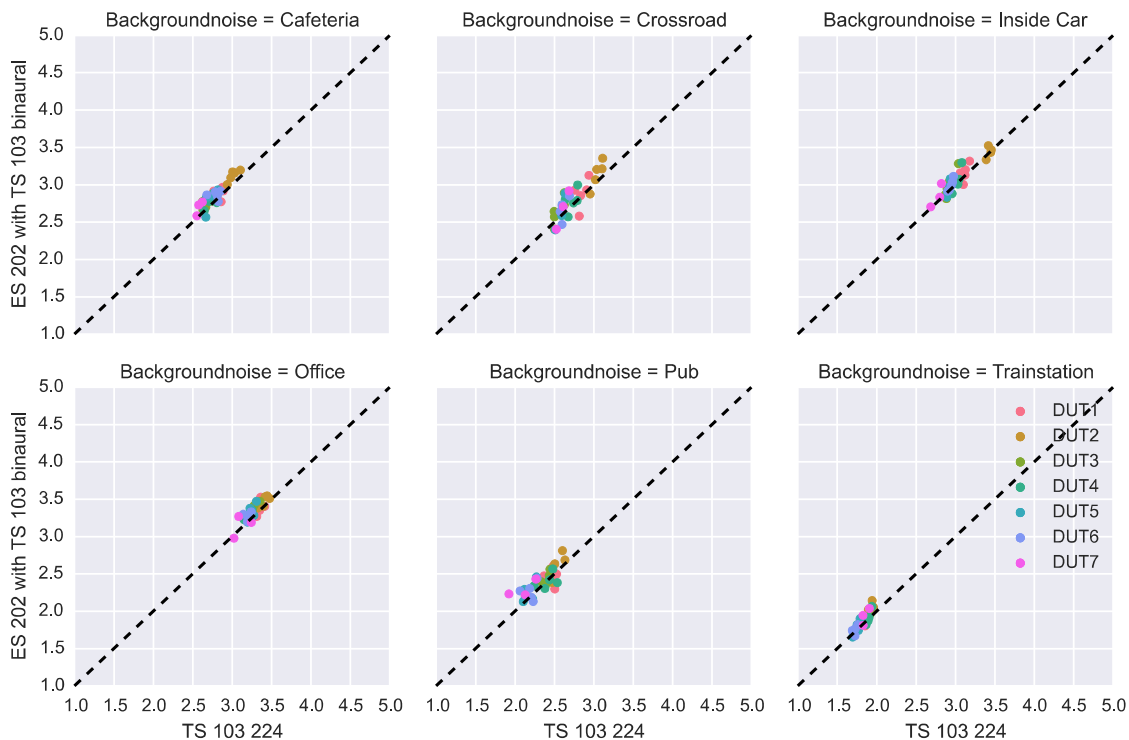 Backgroundnoise = Cafeteria
Backgroundnoise = Crossroad
Backgroundnoise = Inside Car
5.0
4.5
4.0
3.5
3.0
2.5
2.0
1.5
1.0
ES 202 with TS 103 binaural
Backgroundnoise = Office
Backgroundnoise = Pub
Backgroundnoise = Trainstation
5.0
4.5
4.0
3.5
3.0
2.5
2.0
1.5
1.0
ES 202 with TS 103 binaural
DUT1
DUT2
DUT3
DUT4
DUT5
DUT6
DUT7
1.0 1.5 2.0 2.5 3.0 3.5 4.0 4.5 5.0
1.0 1.5 2.0 2.5 3.0 3.5 4.0 4.5 5.0
1.0 1.5 2.0 2.5 3.0 3.5 4.0 4.5 5.0
TS 103 224
TS 103 224
TS 103 224